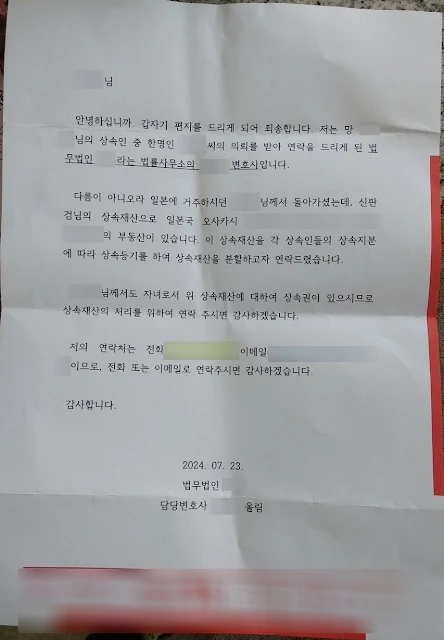 님
안녕하십니까. 갑자기 편지를 드리게 되어 죄송합니다. 저는 망
님의 상속인 중 한명인 씨의 의뢰를 받아 연락을 드리게 된 법
무법인 라는 법률사무소의 변호사입니다.
다름이 아니오라 일본에 거주하시던 님께서 돌아가셨는데, 신판
검님의 상속재산으로 일본국 오사카시
의 부동산이 있습니다. 이 상속재산을 각 상속인들의 상속지분
에 따라 상속등기를 하여 상속재산을 분할하고자 연락드렸습니다.
님께서도 자녀로서 위 상속재산에 대하여 상속권이 있으시므로
상속재산의 처리를 위하여 연락 주시면 감사하겠습니다.
저의 연락처는 전화 이메일
이므로, 전화 또는 이메일로 연락주시면 감사하겠습니다.
감사합니다.
2024. 07. 23.
법무법인
담당변호사 올림